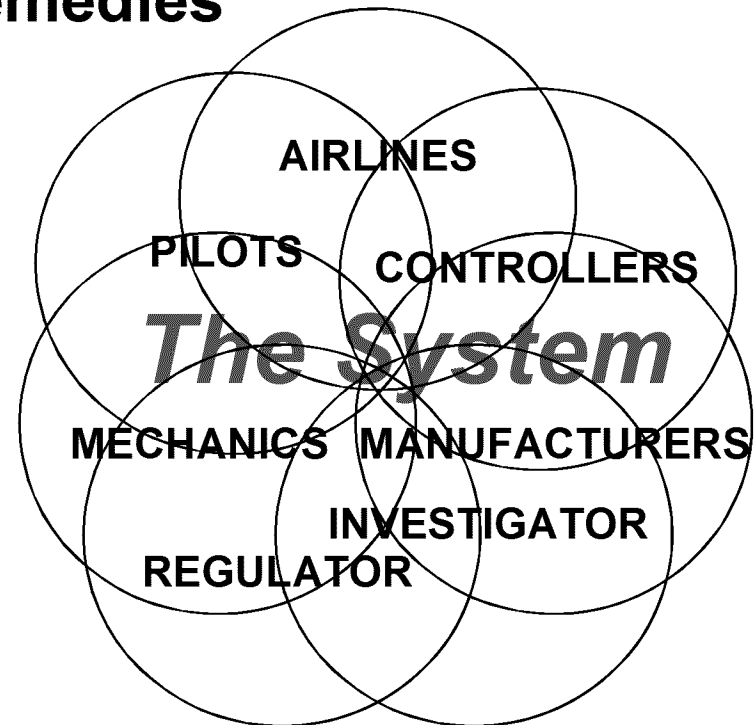 emedies
AIRLINES
PILOTS
CONTROLLERS
The System
MECHANICS
MANUFACTURERS
INVESTIGATOR
REGULATOR